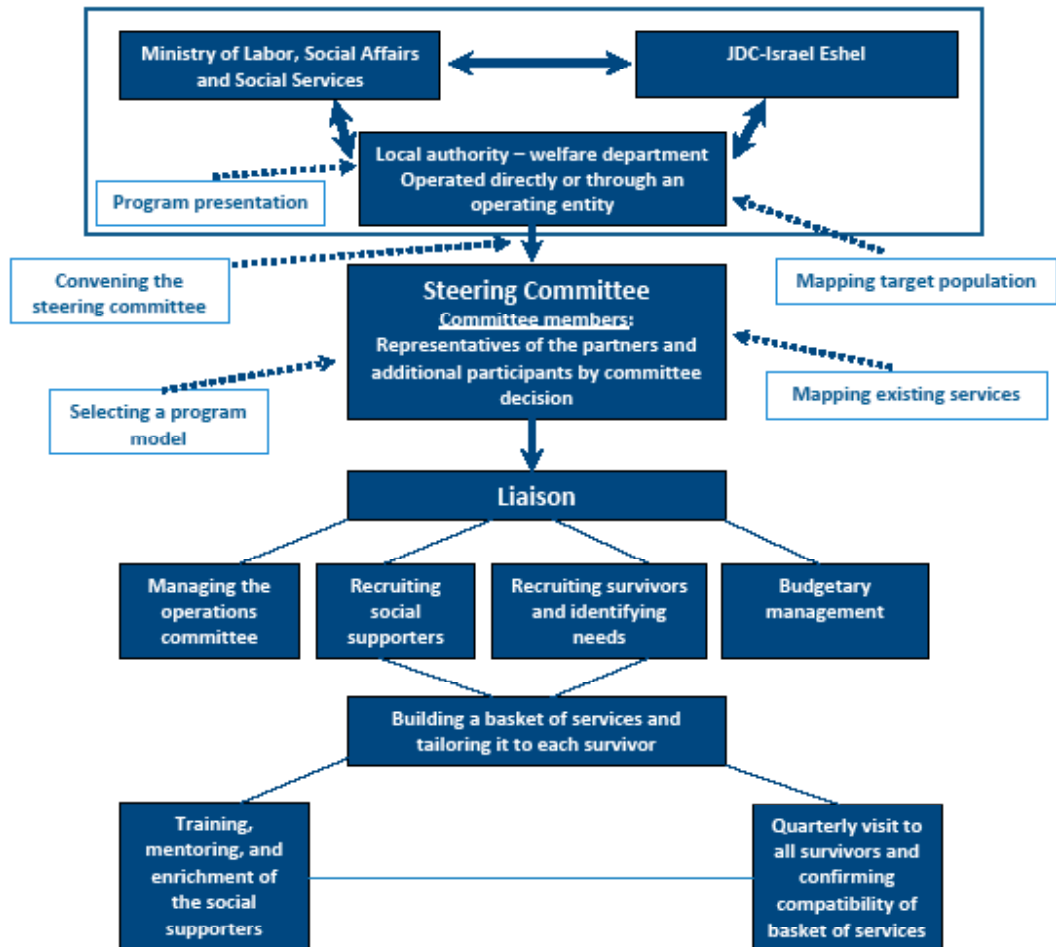 Ministry of Labor, Social Affairs
and Social Services
JDC-Israel Eshel
Local authority – welfare department
Operated directly or through an
operating entity
Program presentation
Convening the
steering committee
Mapping target population
Steering Committee
Committee members:
Representatives of the partners and
additional participants by committee
decision
Selecting a program
model
Mapping existing services
Liaison
Managing the
operations
committee
Recruiting
social
supporters
Recruiting survivors
and identifying
needs
Budgetary
management
Building a basket of services and
tailoring it to each survivor
Training,
mentoring, and
enrichment of
the social
supporters
Quarterly visit to
all survivors and
confirming
compatibility of
basket of services